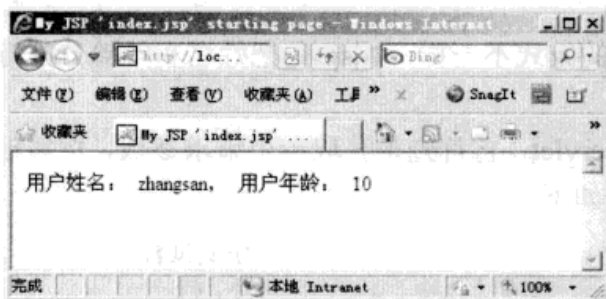 My JSP 'index.jsp' starting page - Windows Internet
http://loc... Bing
文件(F) 编辑(E) 查看(V) 收藏夹(A) 工具 » SnagIt
收藏夹 My JSP 'index.jsp' ... »
用户姓名： zhangsan， 用户年龄： 10
完成 本地 Intranet 100%